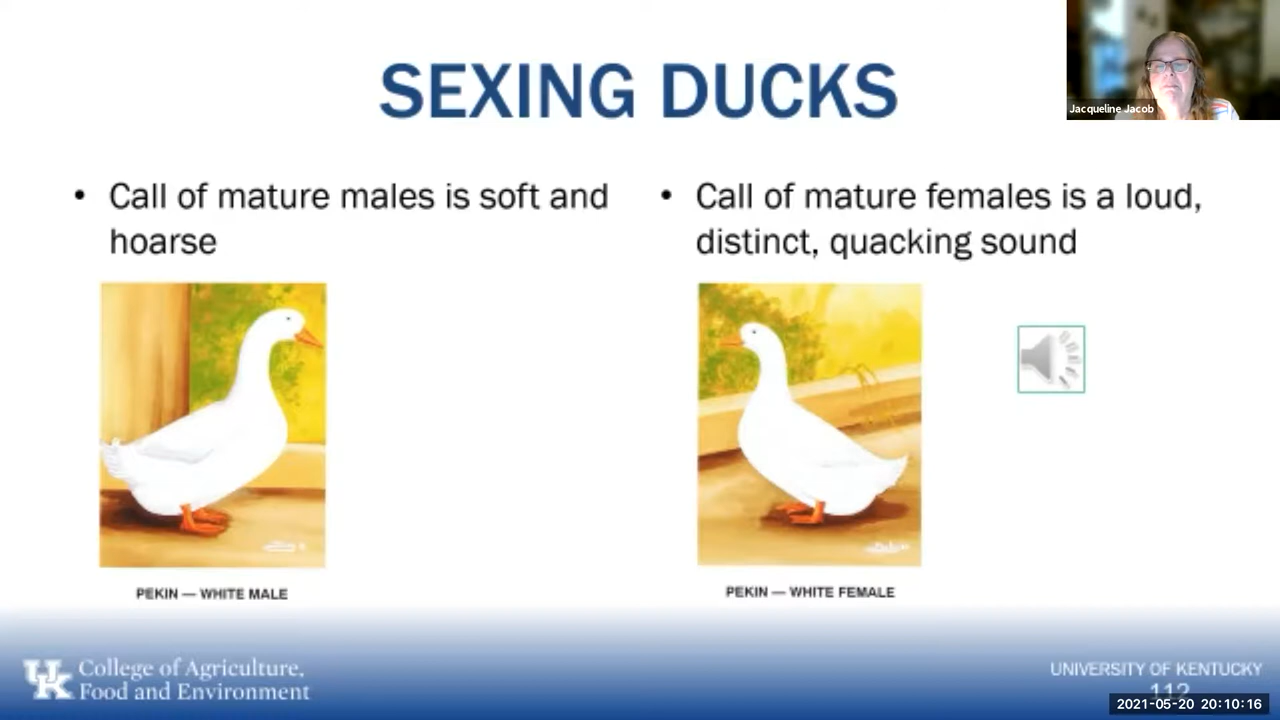 SEXING DUCKS
Jacqueline Jacob
• Call of mature males is soft and
hoarse
• Call of mature females is a loud,
distinct, quacking sound
PEKIN — WHITE MALE
PEKIN — WHITE FEMALE
UK
College of Agriculture,
Food and Environment
UNIVERSITY OF KENTUCKY
112
2021-05-20 20:10:16